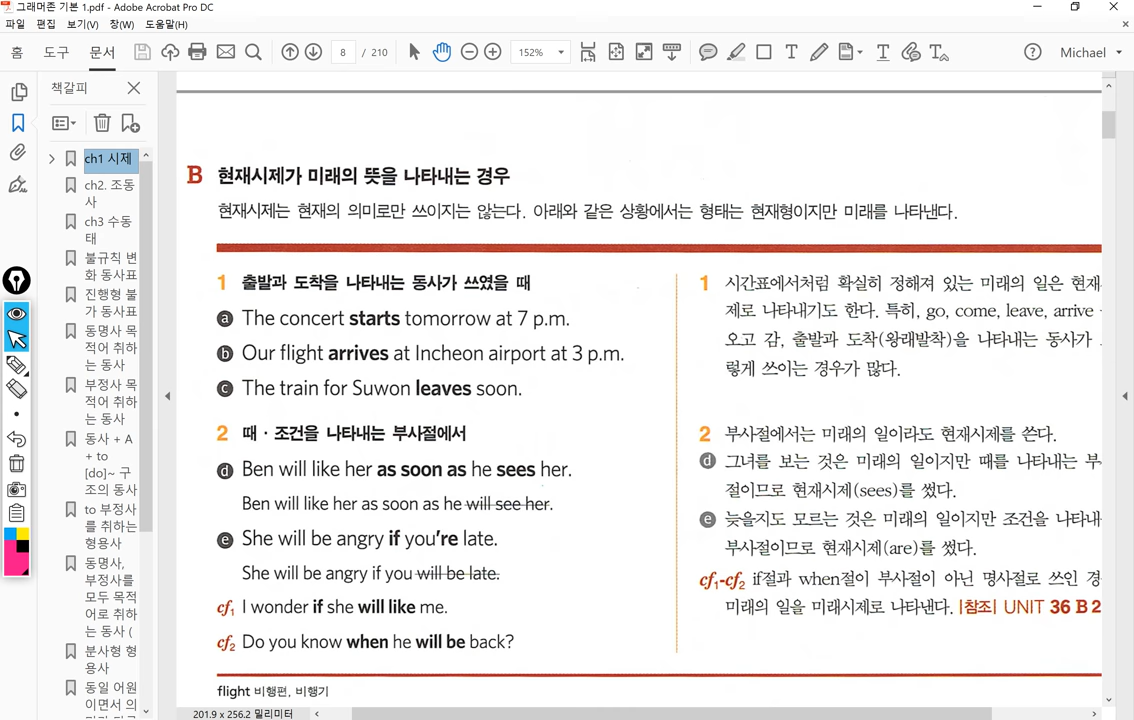 그래머존 기본 1.pdf - Adobe Acrobat Pro DC
파일 편집 보기(V) 창(W) 도움말(H)
홈 도구 문서 8 / 210 152% Michael
책갈피
ch1 시제
ch2. 조동
사
ch3 수동
태
불규칙 변
화 동사표
진행형 불
가 동사표
동명사 목
적어 취하
는 동사
부정사 목
적어 취하
는 동사
동사 + A
+ to
[do]~ 구
조의 동사
to 부정사
를 취하는
형용사
동명사,
부정사를
모두 목적
어로 취하
는 동사 (
분사형 형
용사
동일 어원
이면서 의
B 현재시제가 미래의 뜻을 나타내는 경우
현재시제는 현재의 의미로만 쓰이지는 않는다. 아래와 같은 상황에서는 형태는 현재형이지만 미래를 나타낸다.
1 출발과 도착을 나타내는 동사가 쓰였을 때
a The concert starts tomorrow at 7 p.m.
b Our flight arrives at Incheon airport at 3 p.m.
c The train for Suwon leaves soon.
2 때 · 조건을 나타내는 부사절에서
d Ben will like her as soon as he sees her.
Ben will like her as soon as he will see her.
e She will be angry if you're late.
She will be angry if you will be late.
cf1 I wonder if she will like me.
cf2 Do you know when he will be back?
1 시간표에서처럼 확실히 정해져 있는 미래의 일은 현재
제로 나타내기도 한다. 특히, go, come, leave, arrive
오고 감, 출발과 도착(왕래발착)을 나타내는 동사가
렇게 쓰이는 경우가 많다.
2 부사절에서는 미래의 일이라도 현재시제를 쓴다.
d 그녀를 보는 것은 미래의 일이지만 때를 나타내는 부
절이므로 현재시제(sees)를 썼다.
e 늦을지도 모르는 것은 미래의 일이지만 조건을 나타내
부사절이므로 현재시제(are)를 썼다.
cf1-cf2 if절과 when절이 부사절이 아닌 명사절로 쓰인 경
미래의 일을 미래시제로 나타낸다. |참조| UNIT 36 B 2
flight 비행편, 비행기
201.9 x 256.2 밀리미터